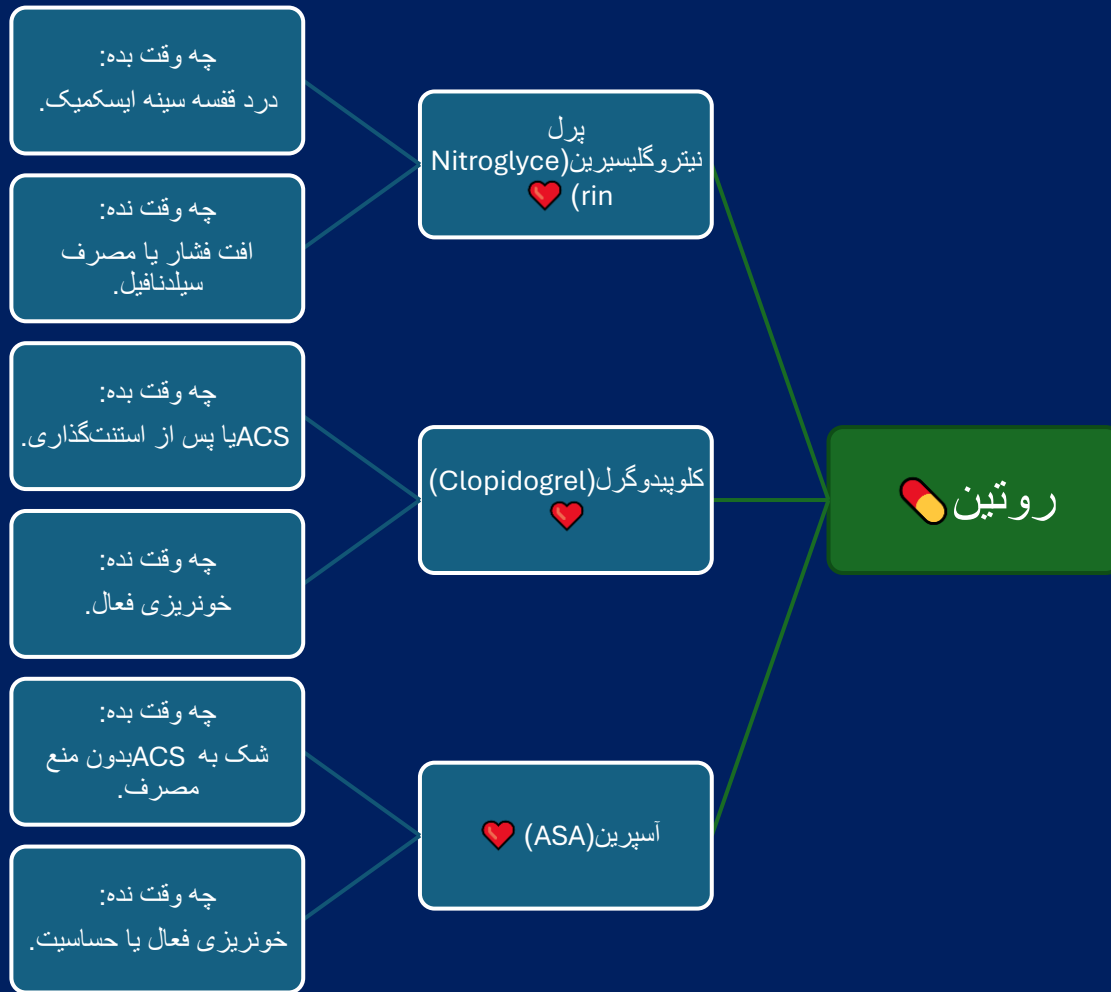 روتین💊
پرل
نیتروگلیسیرین(Nitroglyce
rin) ❤️
چه وقت بده:
درد قفسه سینه ایسکمیک.
چه وقت نده:
افت فشار یا مصرف
سیلدنافیل.
کلوپیدوگرل(Clopidogrel)
❤️
چه وقت بده:
ACSیا پس از استنت‌گذاری.
چه وقت نده:
خونریزی فعال.
آسپرین(ASA) ❤️
چه وقت بده:
شک به ACSبدون منع
مصرف.
چه وقت نده:
خونریزی فعال یا حساسیت.